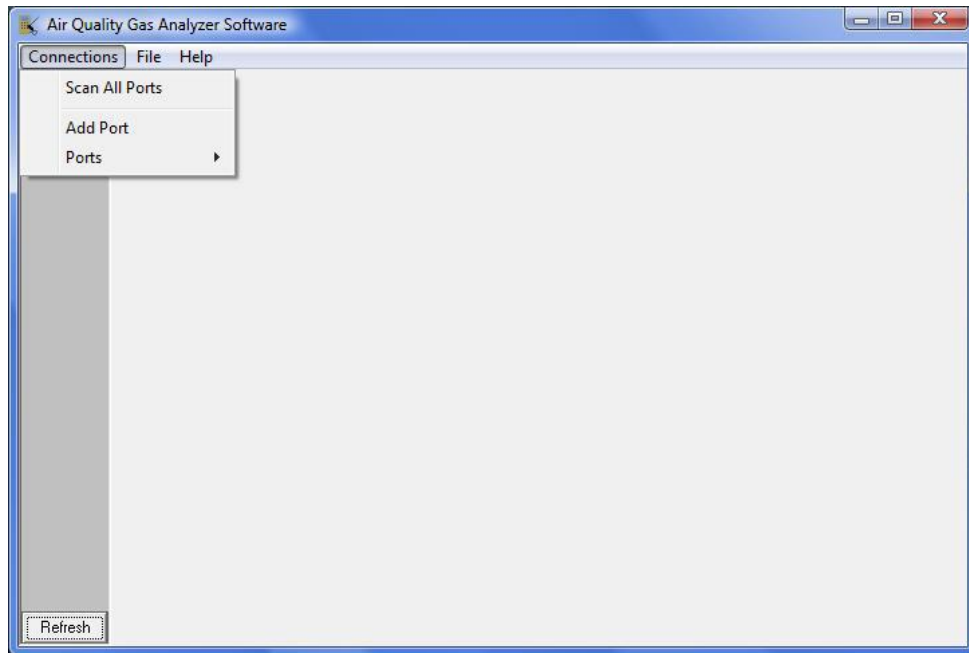 Air Quality Gas Analyzer Software
Connections File Help
Scan All Ports
Add Port
Ports
Refresh